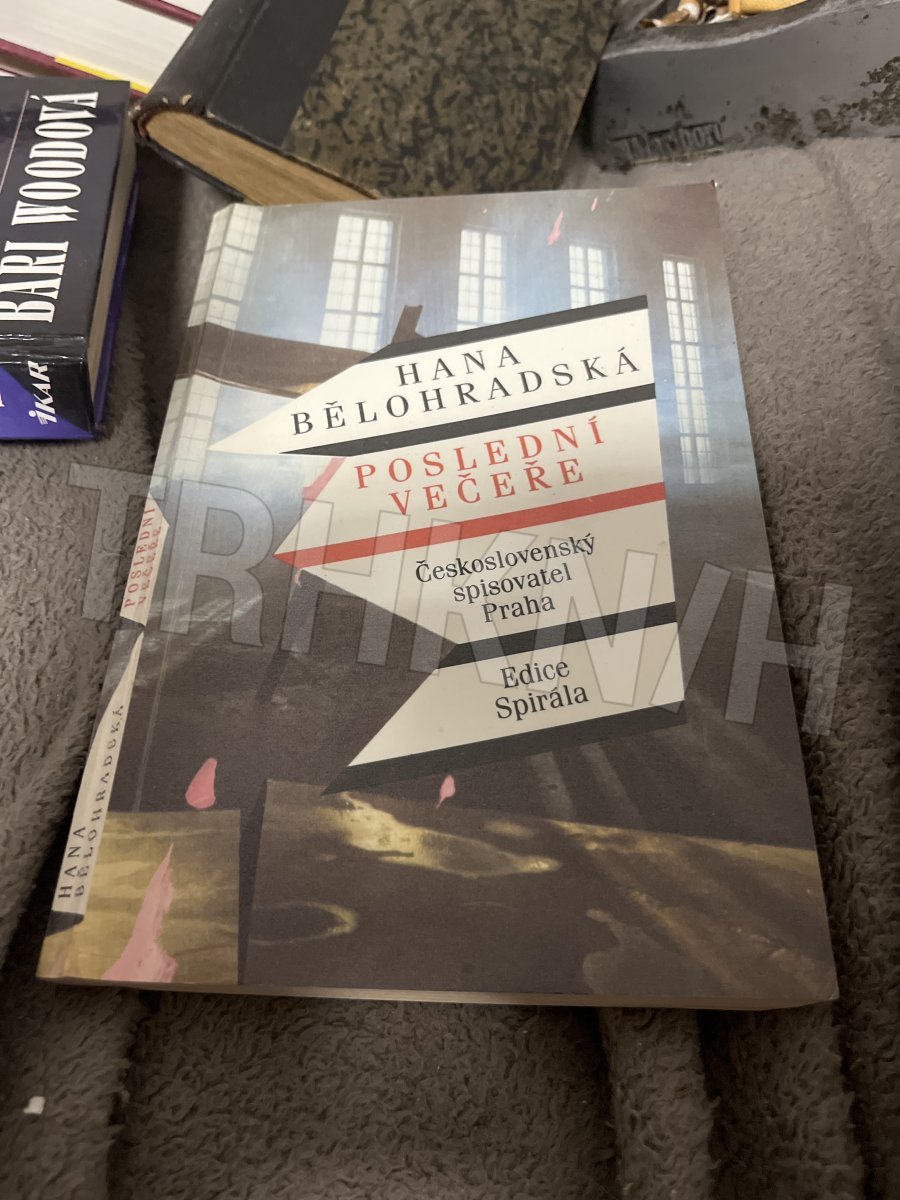 BARI WOODOVÁ
IKAR
HANA
BĚLOHRADSKÁ
POSLEDNÍ
VEČEŘE
Československý
spisovatel
Praha
Edice
Spirála
POSLEDNÍ
VEČEŘE
HANA
BĚLOHRADSKÁ
TRHKNIH